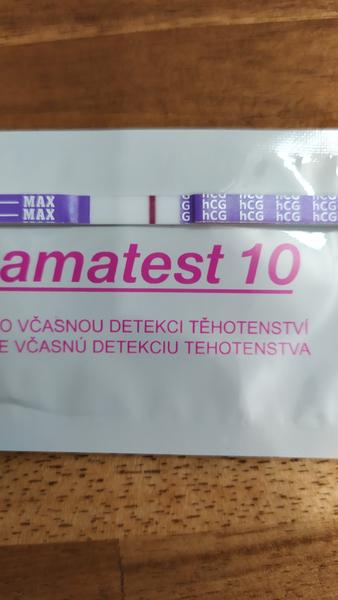 MAX hCG hCG hCG hCG
MAX hCG hCG hCG hCG
amatest 10
O VČASNOU DETEKCI TĚHOTENSTVÍ
E VČASNÚ DETEKCIU TEHOTENSTVA